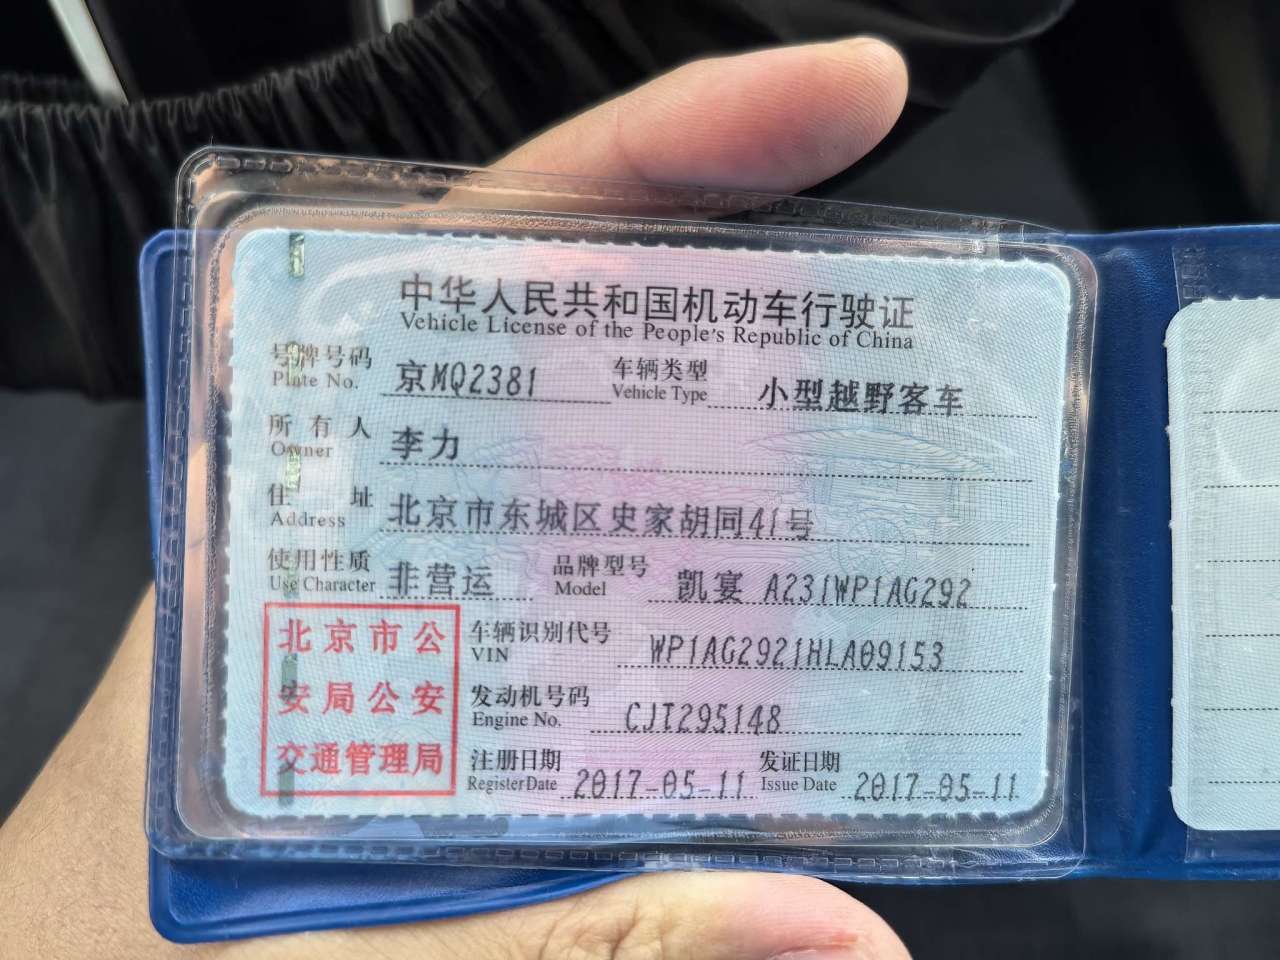 中华人民共和国机动车行驶证
Vehicle License of the People's Republic of China
号牌号码 京MQ2381 车辆类型 小型越野客车
Plate No. Vehicle Type
所有人 李力
Owner
住址 北京市东城区史家胡同41号
Address
使用性质 非营运 品牌型号 凯宴 A231WP1AG292
Use Character Model
北京市公
安局公安
交通管理局
车辆识别代号 WP1AG2921HLA09153
VIN
发动机号码 CJT295148
Engine No.
注册日期 2017-05-11 发证日期 2017-05-11
Register Date Issue Date